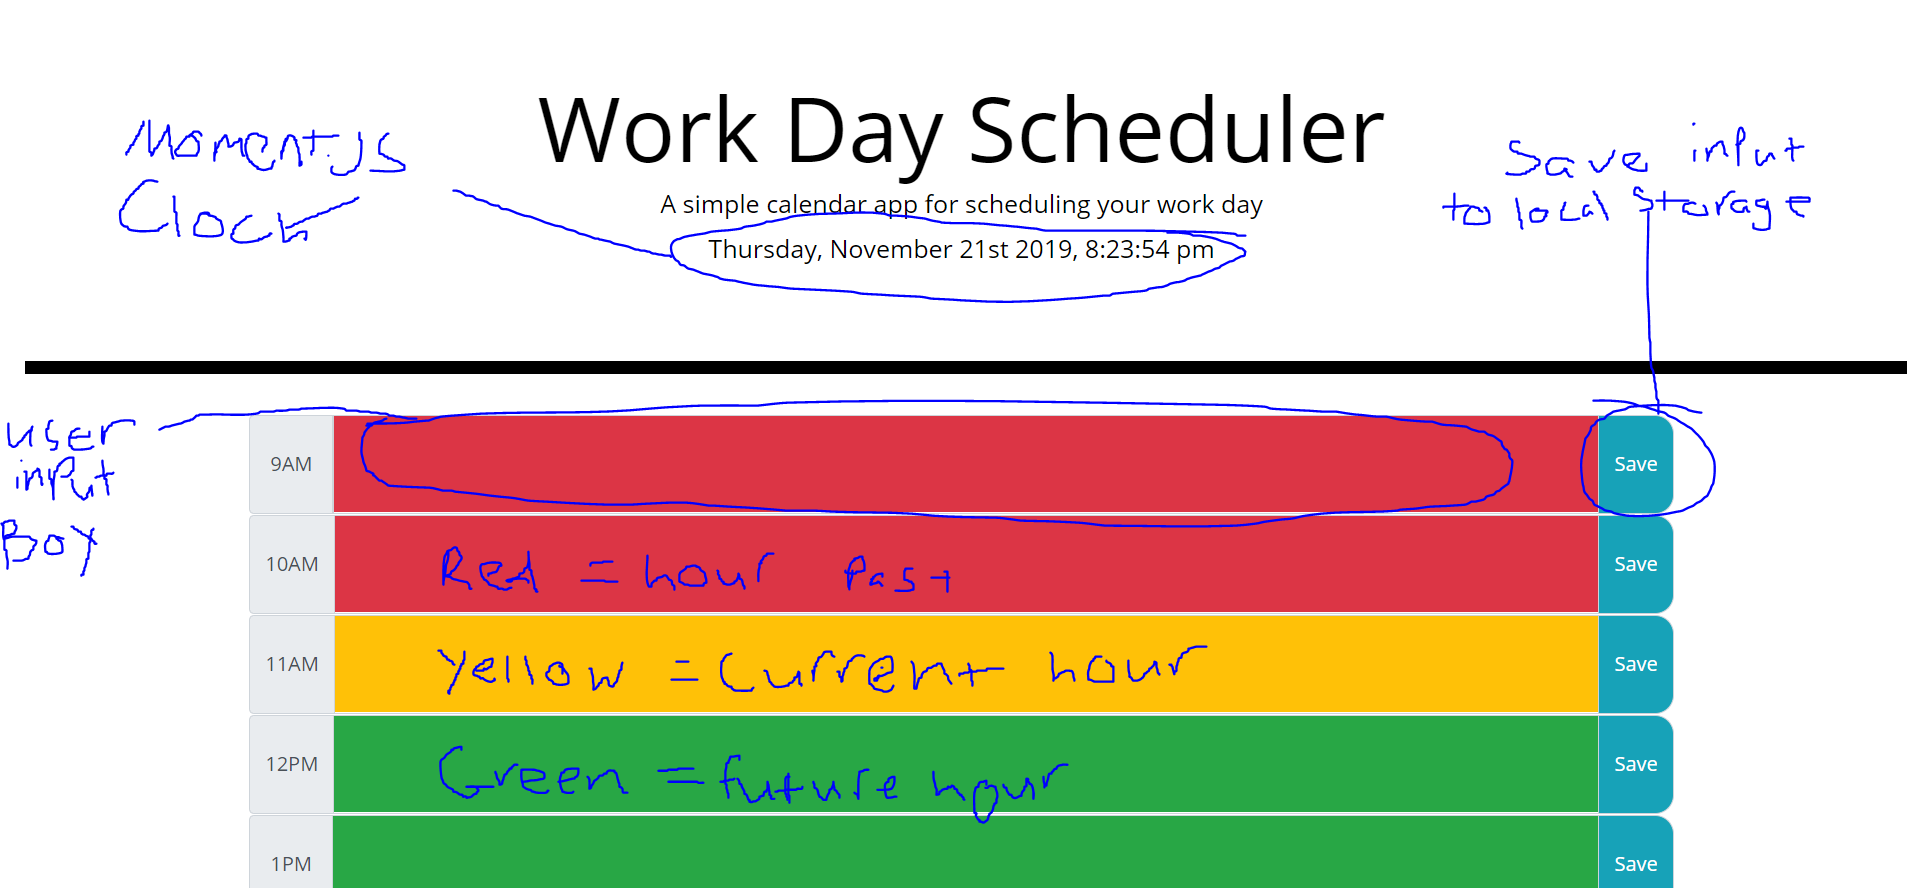 Work Day Scheduler
A simple calendar app for scheduling your work day
Thursday, November 21st 2019, 8:23:54 pm
Moment.JS
Clock
Save input
to local storage
user
input
Box
9AM
Save
10AM
Red = hour past
Save
11AM
Yellow = Current hour
Save
12PM
Green = future hour
Save
1PM
Save